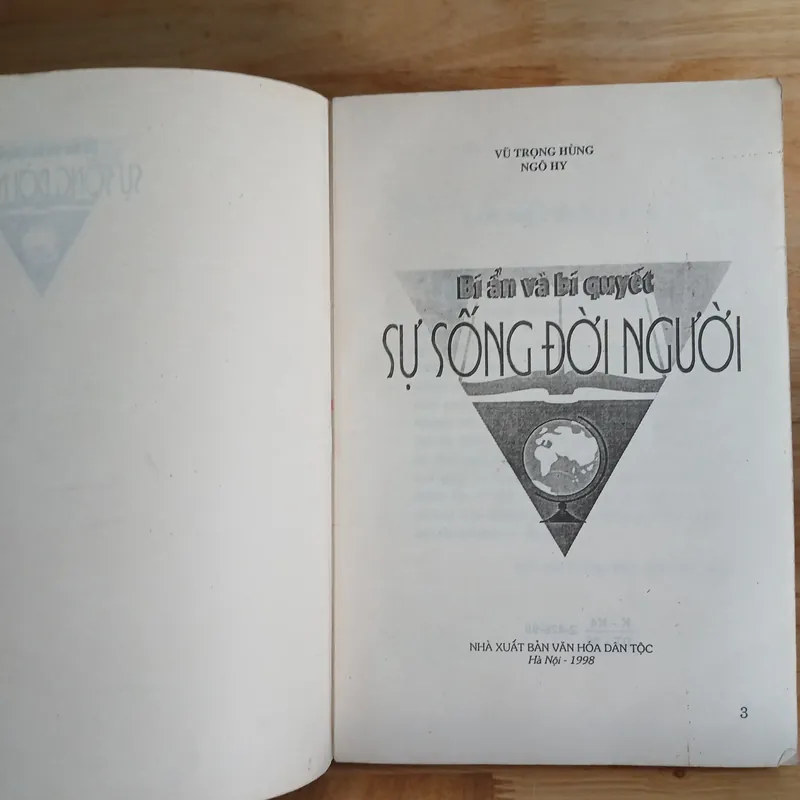 VŨ TRỌNG HÙNG
NGÔ HY
Bí ẩn và bí quyết
SỰ SỐNG ĐỜI NGƯỜI
NHÀ XUẤT BẢN VĂN HÓA DÂN TỘC
Hà Nội - 1998
3